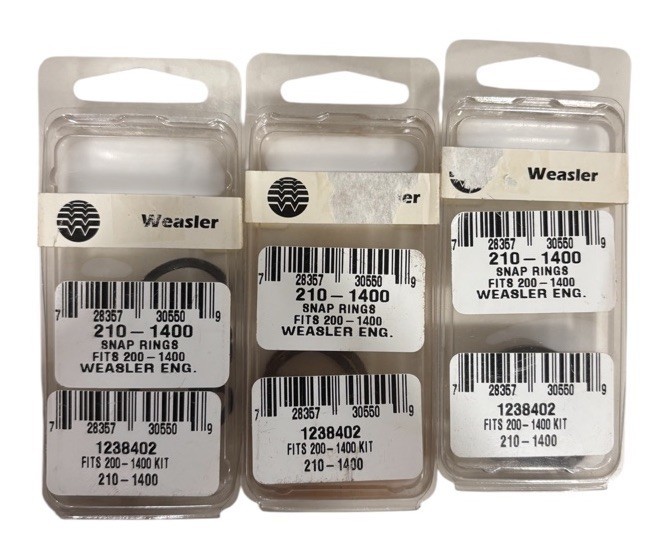 Weasler
7 28357 30550 9
210-1400
SNAP RINGS
FITS 200-1400
WEASLER ENG.
7 28357 30550 9
1238402
FITS 200-1400 KIT
210-1400
er
7 28357 30550 9
210-1400
SNAP RINGS
FITS 200-1400
WEASLER ENG.
7 28357 30550 9
1238402
FITS 200-1400 KIT
210-1400
Weasler
7 28357 30550 9
210-1400
SNAP RINGS
FITS 200-1400
WEASLER ENG.
7 28357 30550 9
1238402
FITS 200-1400 KIT
210-1400